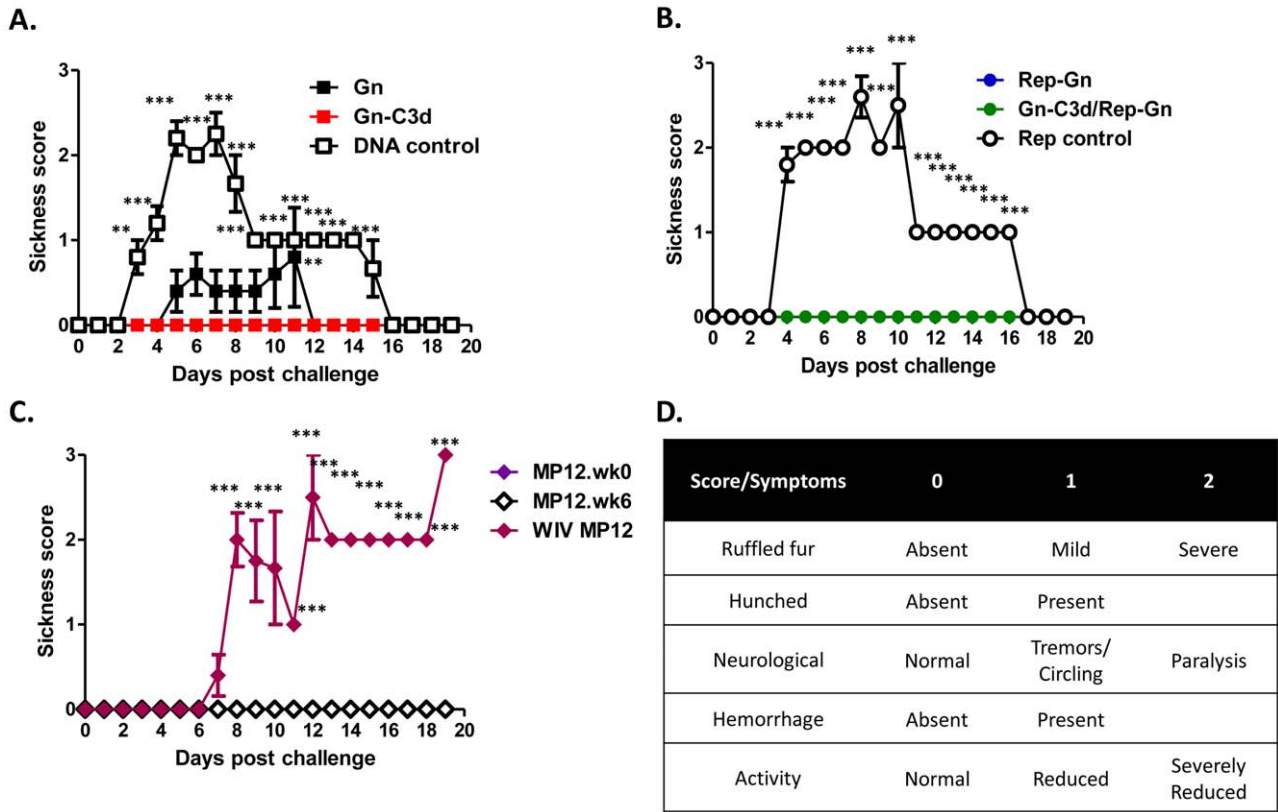 A.
Sickness score
3
2
1
0
0 2 4 6 8 10 12 14 16 18 20
Days post challenge
Gn
Gn-C3d
DNA control
** *** *** *** *** *** *** *** *** *** *** ** ***
B.
Sickness score
3
2
1
0
0 2 4 6 8 10 12 14 16 18 20
Days post challenge
Rep-Gn
Gn-C3d/Rep-Gn
Rep control
*** *** *** *** *** *** *** *** *** *** *** *** ***
C.
Sickness score
3
2
1
0
0 2 4 6 8 10 12 14 16 18 20
Days post challenge
MP12.wk0
MP12.wk6
WIV MP12
*** *** *** *** *** *** *** *** *** *** *** ***
D.
Score/Symptoms 0 1 2
Ruffled fur Absent Mild Severe
Hunched Absent Present
Neurological Normal Tremors/ Paralysis
Circling
Hemorrhage Absent Present
Activity Normal Reduced Severely
Reduced